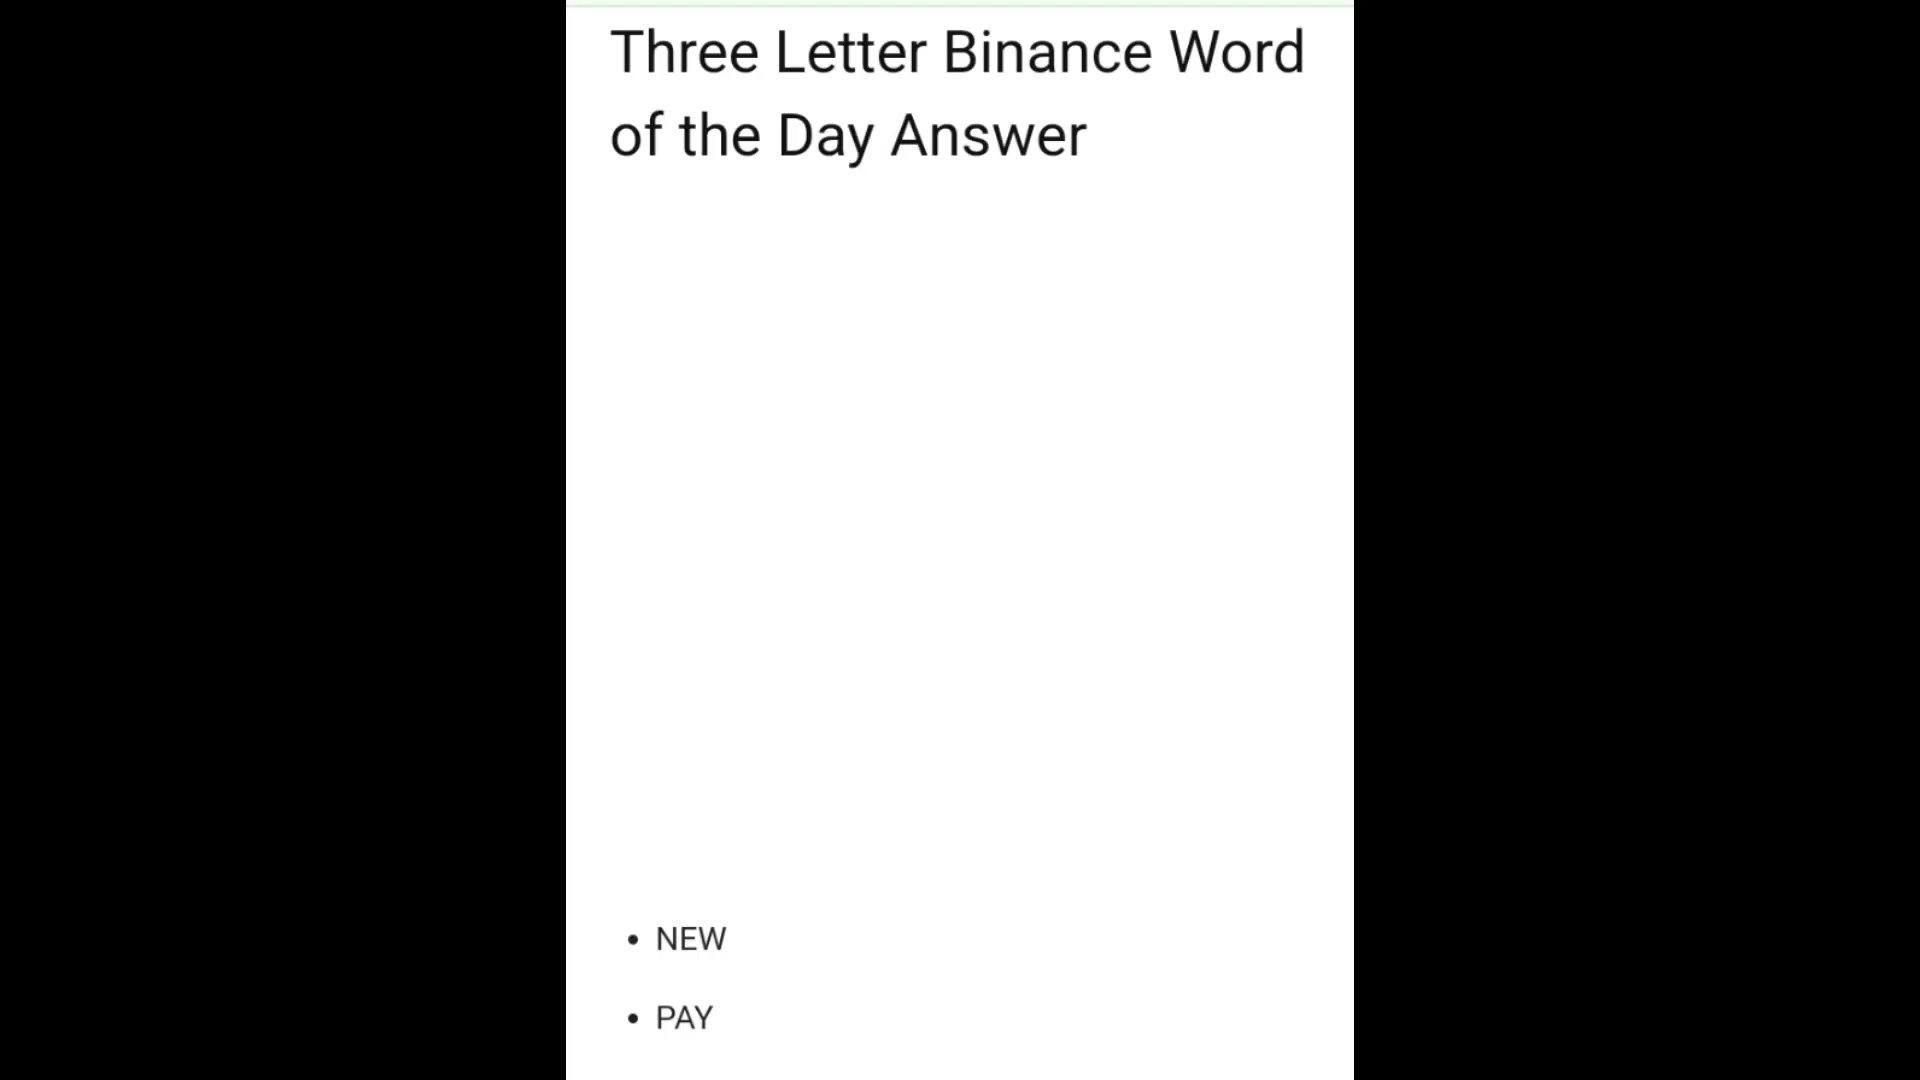 Three Letter Binance Word
of the Day Answer
• NEW
• PAY